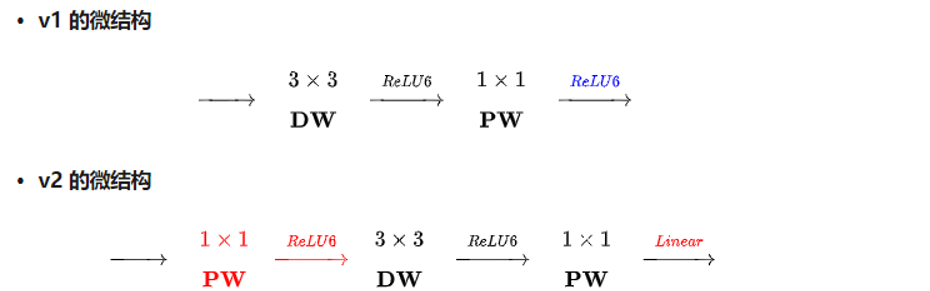 • v1 的微结构
3 × 3 ReLU6 1 × 1 ReLU6
DW PW
• v2 的微结构
1 × 1 ReLU6 3 × 3 ReLU6 1 × 1 Linear
PW DW PW